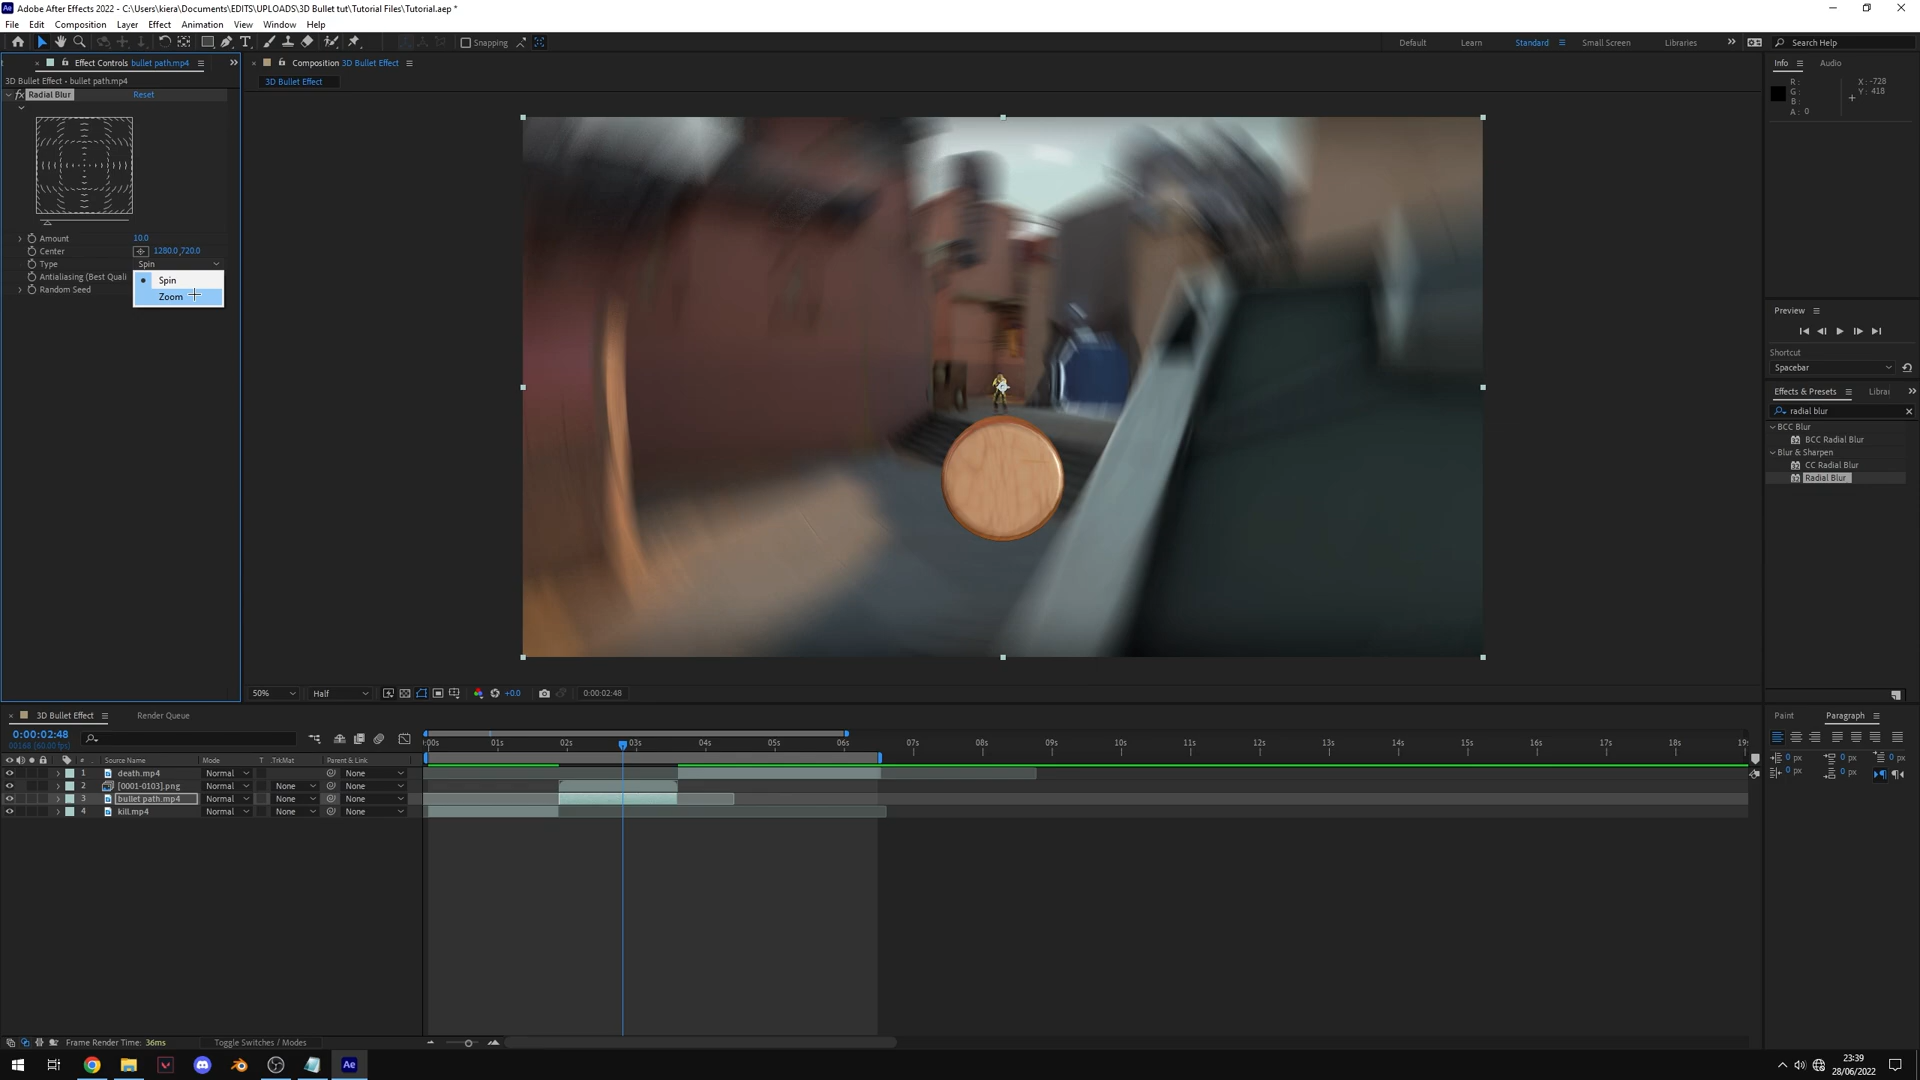 Adobe After Effects 2022 - C:\Users\kiera\Documents\EDITS\UPLOADS\3D Bullet tut\Tutorial Files\Tutorial.aep *
File Edit Composition Layer Effect Animation View Window Help
Snapping
Default Learn Standard Small Screen Libraries Search Help
Effect Controls bullet path.mp4
Composition 3D Bullet Effect
Info Audio
3D Bullet Effect • bullet path.mp4
3D Bullet Effect
R :
G :
B :
A : 0
X : -728
Y : 418
fx Radial Blur Reset
Amount 10.0
Center 1280.0,720.0
Type Spin
Antialiasing (Best Quali
Random Seed
Spin
Zoom
Preview
Shortcut
Spacebar
Effects & Presets Librai
radial blur
BCC Blur
BCC Radial Blur
Blur & Sharpen
CC Radial Blur
Radial Blur
50% Half +0.0 0:00:02:48
3D Bullet Effect Render Queue
Paint Paragraph
0:00:02:48
00168 (60.00 fps)
:00s 01s 02s 03s 04s 05s 06s 07s 08s 09s 10s 11s 12s 13s 14s 15s 16s 17s 18s 19s
# Source Name Mode T .TrkMat Parent & Link
1 death.mp4 Normal None
2 [0001-0103].png Normal None None
3 bullet path.mp4 Normal None None
4 kill.mp4 Normal None None
0 px 0 px 0 px
0 px 0 px
Frame Render Time: 36ms Toggle Switches / Modes
Ae
23:39
28/06/2022